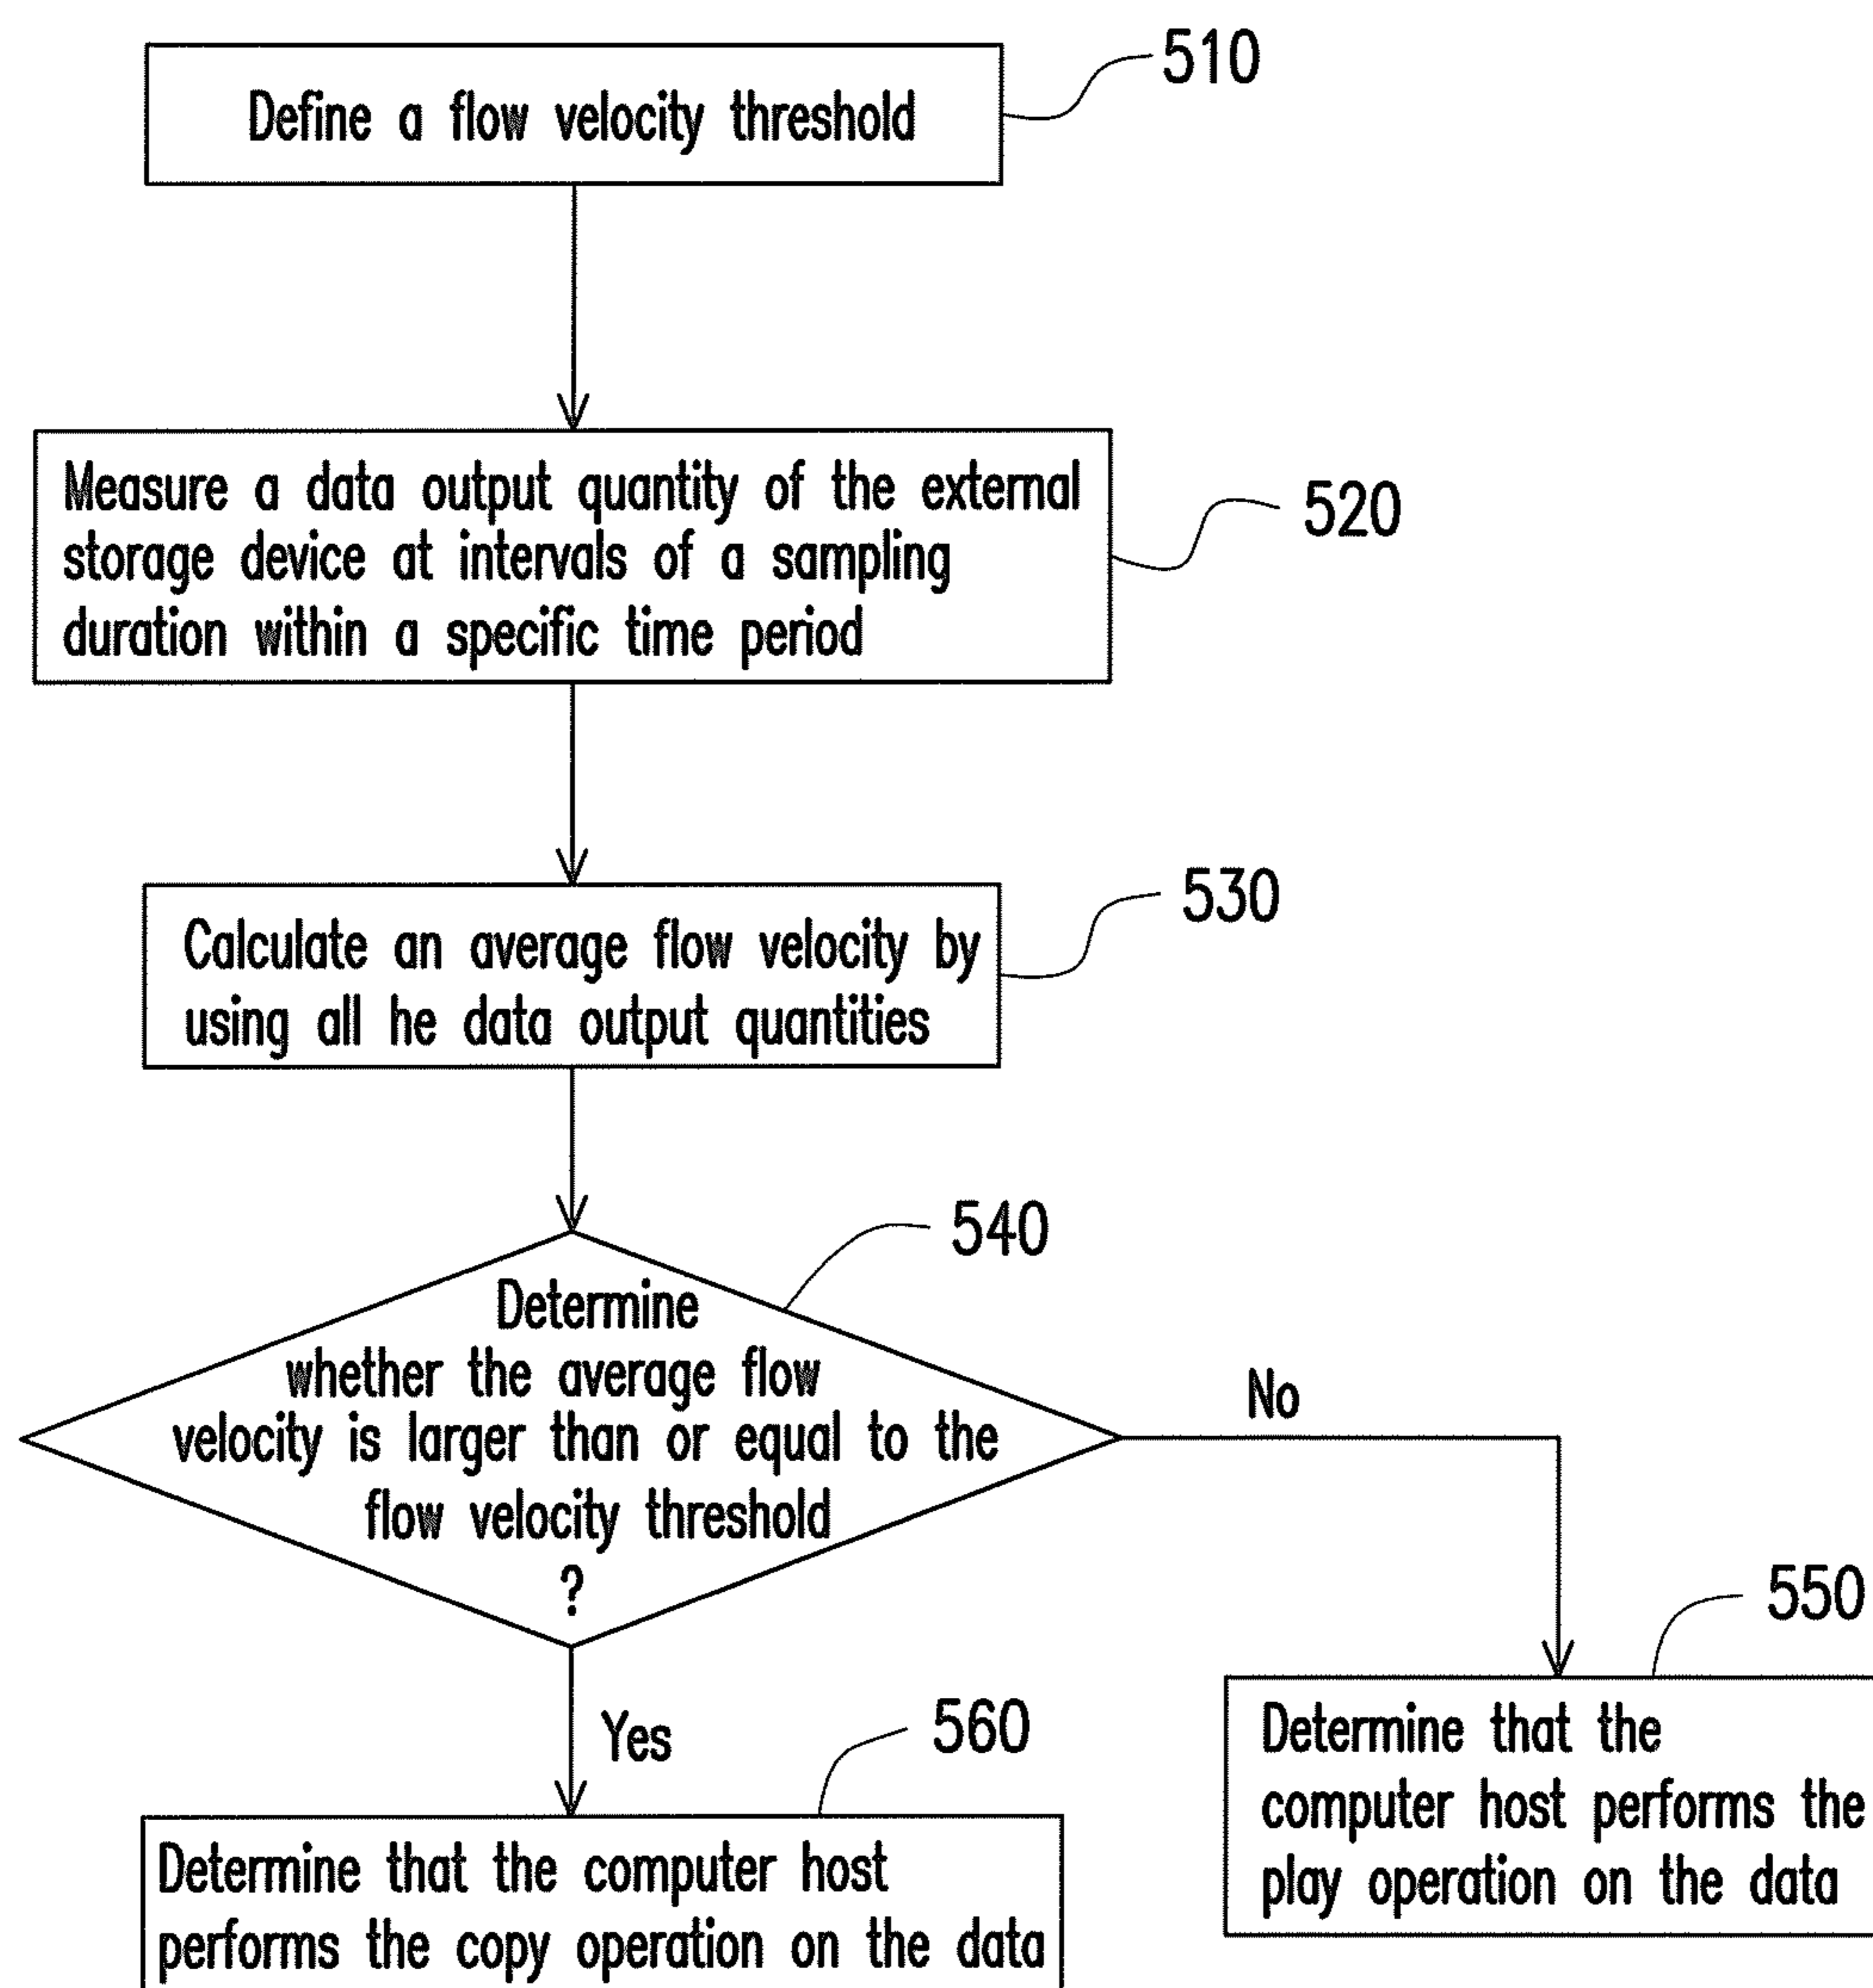 510
Define a flow velocity threshold
520
Measure a data output quantity of the external
storage device at intervals of a sampling
duration within a specific time period
530
Calculate an average flow velocity by
using all he data output quantities
540
Determine
whether the average flow
velocity is larger than or equal to the
flow velocity threshold
?
No
550
Determine that the
computer host performs the
play operation on the data
Yes
560
Determine that the computer host
performs the copy operation on the data